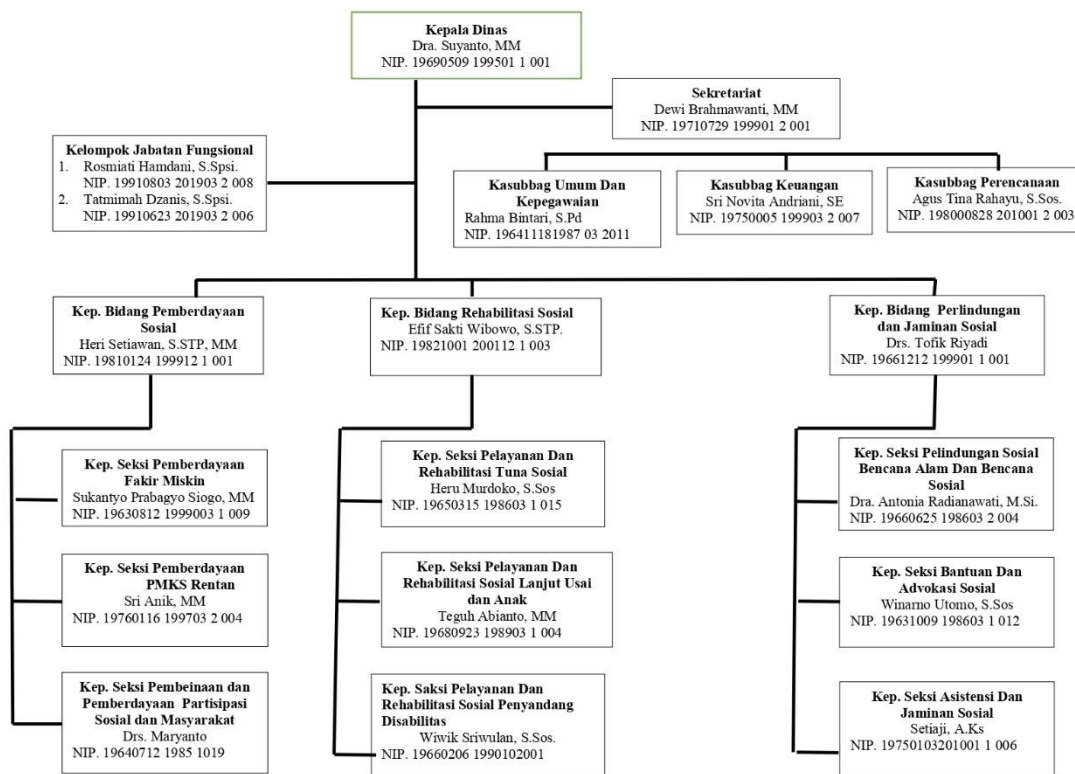 Kepala Dinas
Dra. Suyanto, MM
NIP. 19690509 199501 1 001
Sekretariat
Dewi Brahmawanti, MM
NIP. 19710729 199901 2 001
Kelompok Jabatan Fungsional
1. Rosmiati Hamdani, S.Spsi.
NIP. 19910803 201903 2 008
2. Tatmimah Dzanis, S.Spsi.
NIP. 19910623 201903 2 006
Kasubbag Umum Dan
Kepegawaian
Rahma Bintari, S.Pd
NIP. 196411181987 03 2011
Kasubbag Keuangan
Sri Novita Andriani, SE
NIP. 19750005 199903 2 007
Kasubbag Perencanaan
Agus Tina Rahayu, S.Sos.
NIP. 198000828 201001 2 003
Kep. Bidang Pemberdayaan
Sosial
Heri Setiawan, S.STP, MM
NIP. 19810124 199912 1 001
Kep. Bidang Rehabilitasi Sosial
Efif Sakti Wibowo, S.STP.
NIP. 19821001 200112 1 003
Kep. Bidang Perlindungan
dan Jaminan Sosial
Drs. Tofik Riyadi
NIP. 19661212 199901 1 001
Kep. Seksi Pemberdayaan
Fakir Miskin
Sukantyo Prabagyo Siogo, MM
NIP. 19630812 1999003 1 009
Kep. Seksi Pemberdayaan
PMKS Rentan
Sri Anik, MM
NIP. 19760116 199703 2 004
Kep. Seksi Pembeinaan dan
Pemberdayaan Partisipasi
Sosial dan Masyarakat
Drs. Maryanto
NIP. 19640712 1985 1019
Kep. Seksi Pelayanan Dan
Rehabilitasi Tuna Sosial
Heru Murdoko, S.Sos
NIP. 19650315 198603 1 015
Kep. Seksi Pelayanan Dan
Rehabilitasi Sosial Lanjut Usai
dan Anak
Teguh Abianto, MM
NIP. 19680923 198903 1 004
Kep. Saksi Pelayanan Dan
Rehabilitasi Sosial Penyandang
Disabilitas
Wiwik Sriwulan, S.Sos.
NIP. 19660206 1990102001
Kep. Seksi Pelindungan Sosial
Bencana Alam Dan Bencana
Sosial
Dra. Antonia Radianawati, M.Si.
NIP. 19660625 198603 2 004
Kep. Seksi Bantuan Dan
Advokasi Sosial
Winarno Utomo, S.Sos
NIP. 19631009 198603 1 012
Kep. Seksi Asistensi Dan
Jaminan Sosial
Setiaji, A.Ks
NIP. 19750103201001 1 006